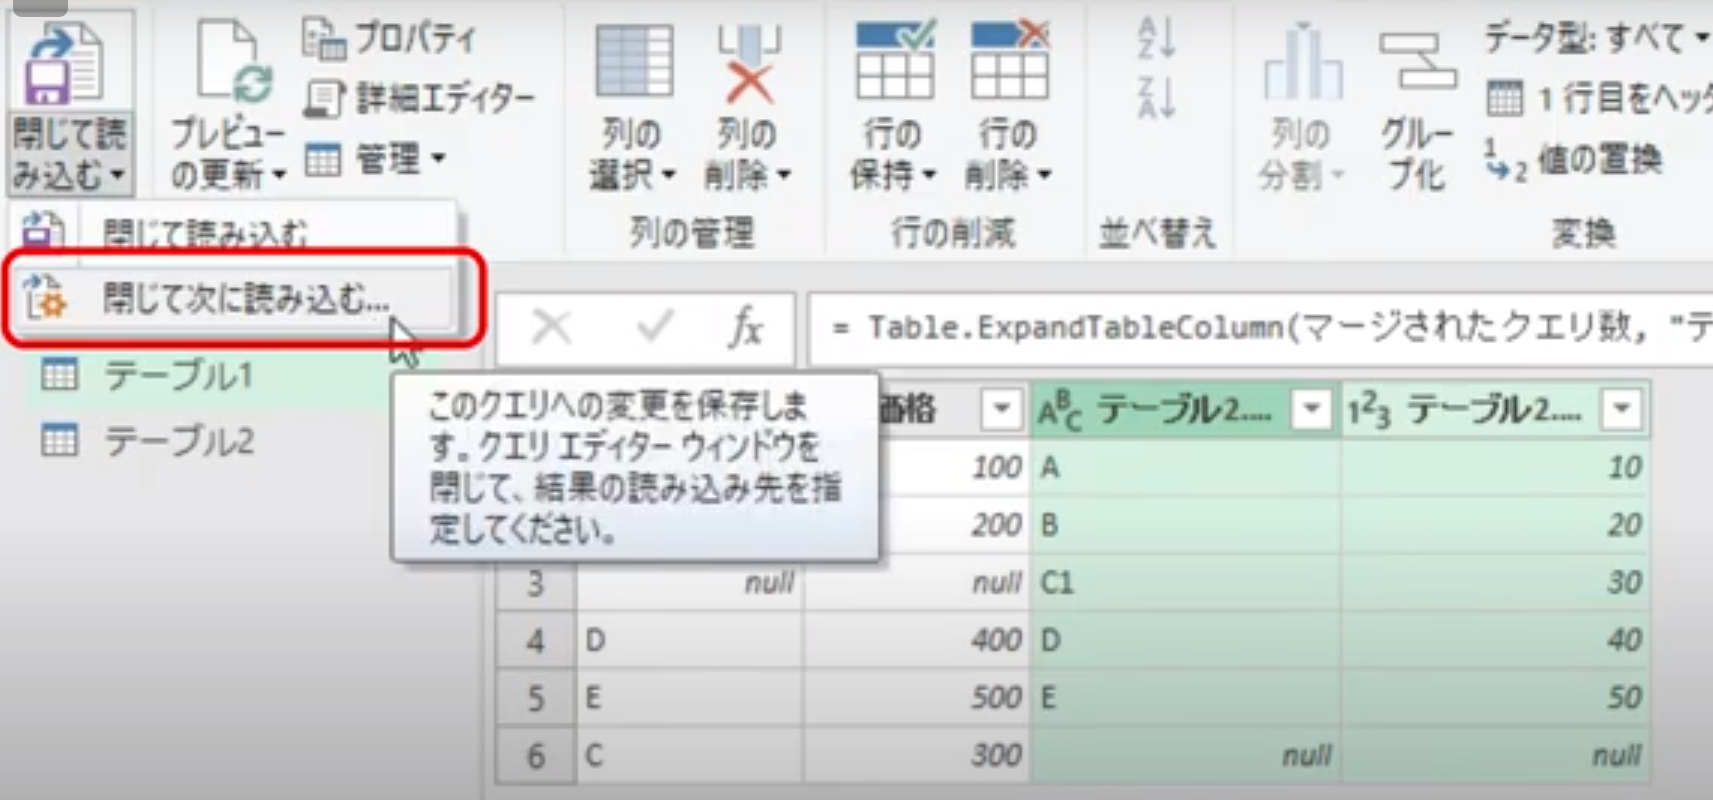 閉じて読
み込む
プレビュー
の更新
プロパティ
詳細エディター
管理
列の
選択
列の
削除
列の管理
行の
保持
行の
削除
行の削減
並べ替え
列の
分割
グルー
プ化
データ型: すべて
1 行目をヘッダ
値の置換
変換
閉じて読み込む
閉じて次に読み込む...
テーブル1
テーブル2
このクエリへの変更を保存しま
す。クエリ エディター ウィンドウを
閉じて、結果の読み込み先を指
定してください。
fx
= Table.ExpandTableColumn(マージされたクエリ数, "テ
価格 ABC テーブル2.... 123 テーブル2....
100 A 10
200 B 20
3 null null C1 30
4 D 400 D 40
5 E 500 E 50
6 C 300 null null